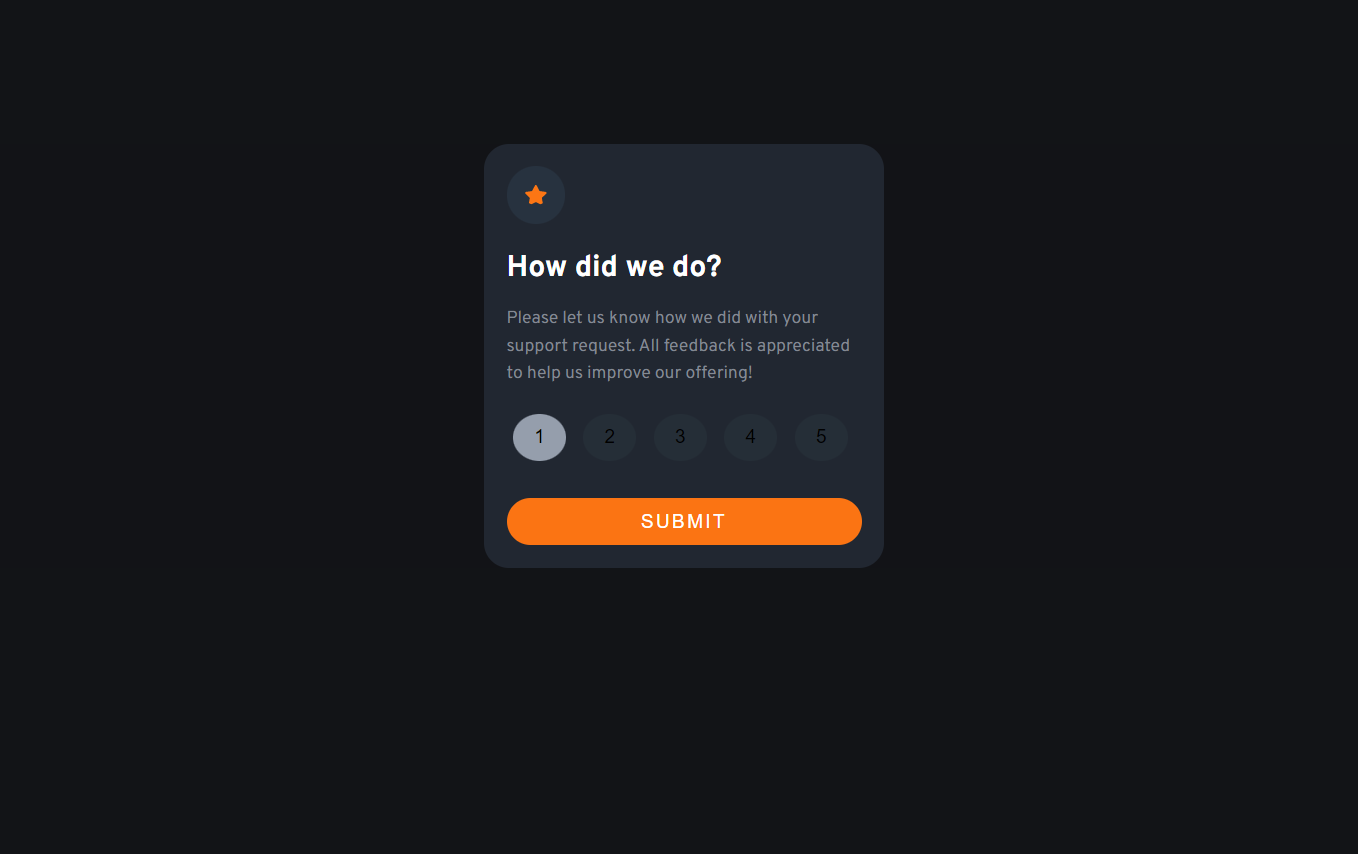 How did we do?
Please let us know how we did with your
support request. All feedback is appreciated
to help us improve our offering!
1 2 3 4 5
SUBMIT